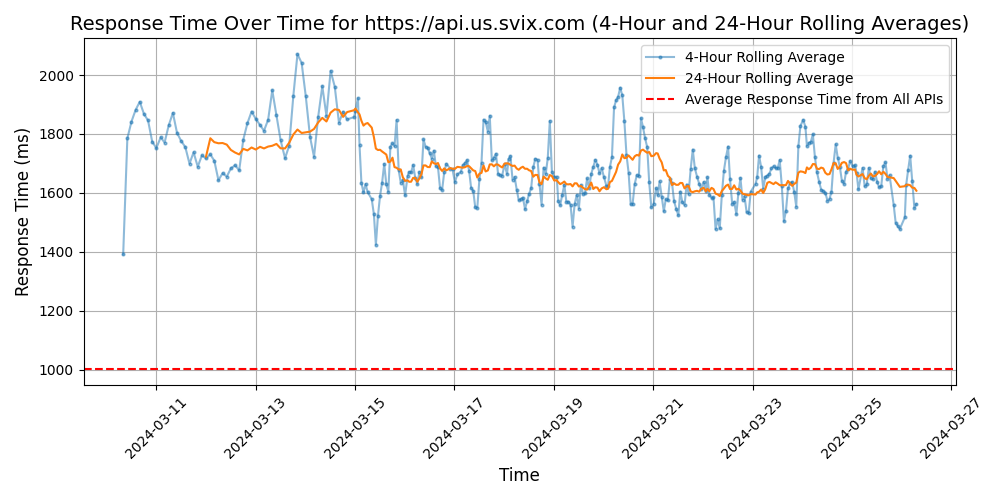 Response Time Over Time for https://api.us.svix.com (4-Hour and 24-Hour Rolling Averages)
4-Hour Rolling Average
24-Hour Rolling Average
Average Response Time from All APIs
Response Time (ms)
2000
1800
1600
1400
1200
1000
2024-03-11
2024-03-13
2024-03-15
2024-03-17
2024-03-19
2024-03-21
2024-03-23
2024-03-25
2024-03-27
Time